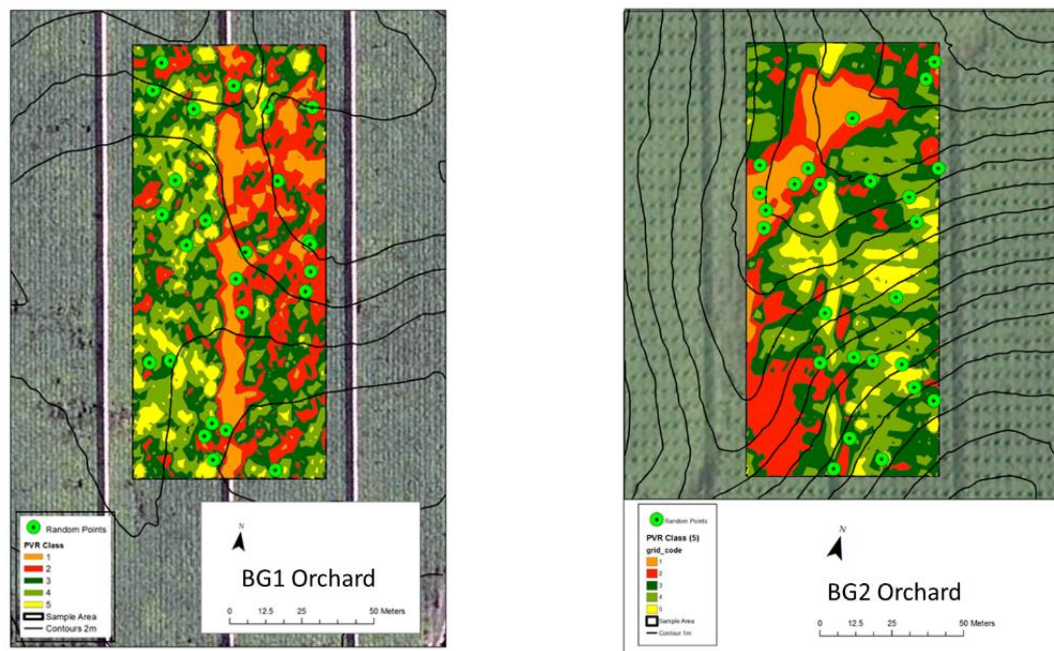 Random Points
PVR Class
1
2
3
4
5
Sample Area
Contours 2m
N
BG1 Orchard
0 12.5 25 50 Meters
Random Points
PVR Class (5)
grid_code
1
2
3
4
5
Sample Area
Contour 1m
N
BG2 Orchard
0 12.5 25 50 Meters